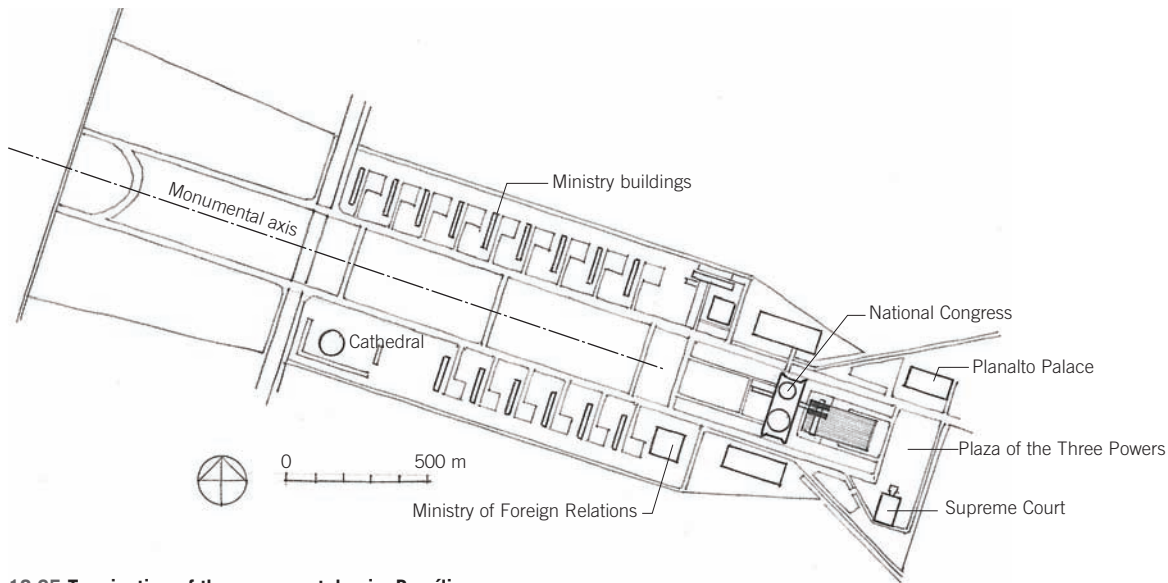 Ministry buildings
Monumental axis
National Congress
Cathedral
Planalto Palace
Plaza of the Three Powers
0 500 m
Supreme Court
Ministry of Foreign Relations